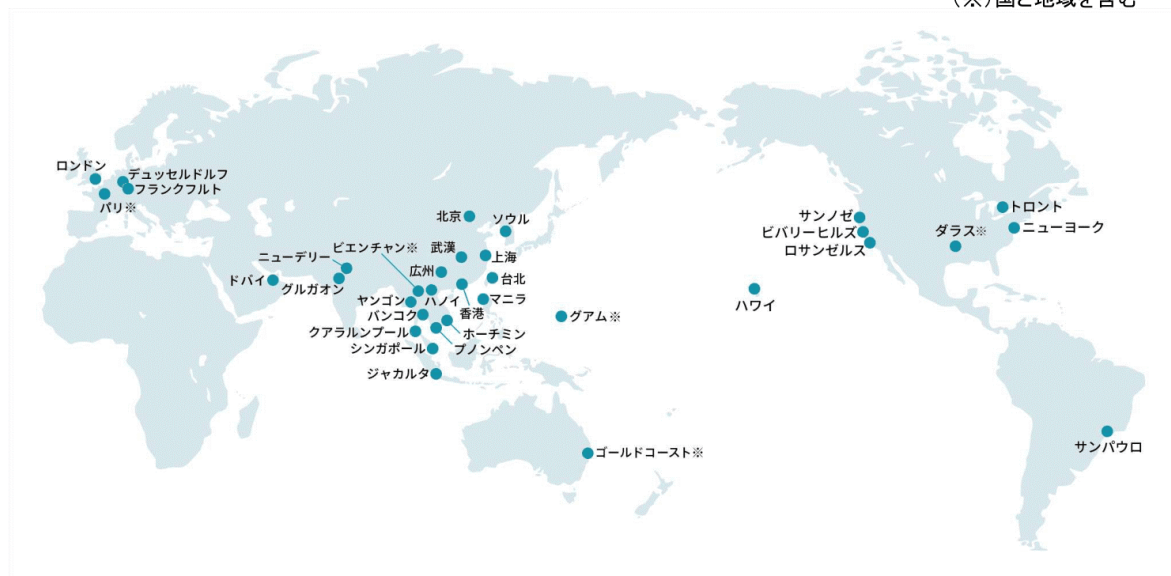 (※)国と地域を含む
ロンドン
デュッセルドルフ
フランクフルト
パリ※
北京
ソウル
サンノゼ
トロント
ビバリーヒルズ
ダラス※
ニューヨーク
ロサンゼルス
ビエンチャン※
武漢
上海
ニューデリー
広州
ドバイ
グルガオン
台北
ヤンゴン
ハノイ
マニラ
香港
ハワイ
バンコク
グアム※
クアラルンプール
ホーチミン
シンガポール
プノンペン
ジャカルタ
サンパウロ
ゴールドコースト※